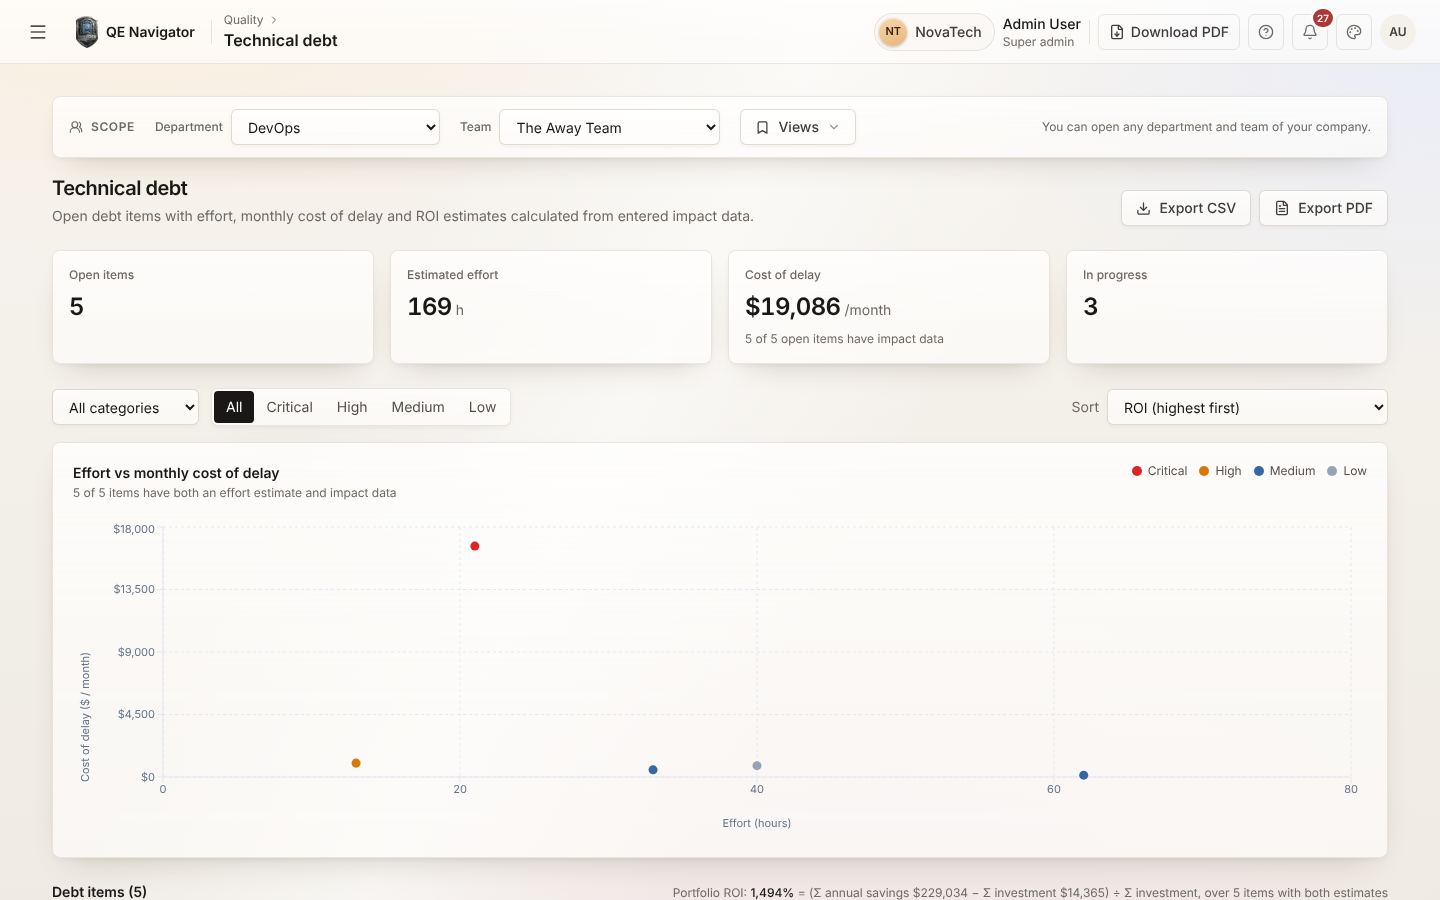 QE Navigator
Quality
Technical debt
NT NovaTech
Admin User
Super admin
Download PDF
27
AU
SCOPE Department DevOps Team The Away Team Views You can open any department and team of your company.
Technical debt
Open debt items with effort, monthly cost of delay and ROI estimates calculated from entered impact data.
Export CSV Export PDF
Open items
5
Estimated effort
169 h
Cost of delay
$19,086 /month
5 of 5 open items have impact data
In progress
3
All categories All Critical High Medium Low Sort ROI (highest first)
Effort vs monthly cost of delay
5 of 5 items have both an effort estimate and impact data
Critical High Medium Low
Cost of delay ($ / month)
$18,000
$13,500
$9,000
$4,500
$0
0 20 40 60 80
Effort (hours)
Debt items (5)
Portfolio ROI: 1,494% = (Σ annual savings $229,034 − Σ investment $14,365) ÷ Σ investment, over 5 items with both estimates